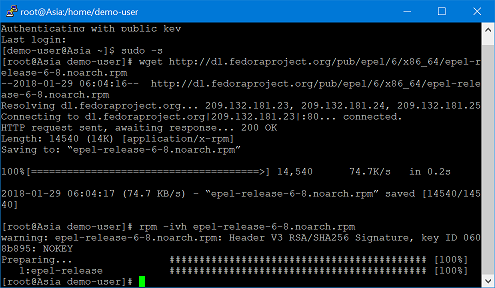 root@Asia:/home/demo-user
Authenticating with public key
Last login:
[demo-user@Asia ~]$ sudo -s
[root@Asia demo-user]# wget http://dl.fedoraproject.org/pub/epel/6/x86_64/epel-r
elease-6-8.noarch.rpm
--2018-01-29 06:04:16--  http://dl.fedoraproject.org/pub/epel/6/x86_64/epel-rele
ase-6-8.noarch.rpm
Resolving dl.fedoraproject.org... 209.132.181.23, 209.132.181.24, 209.132.181.25
Connecting to dl.fedoraproject.org|209.132.181.23|:80... connected.
HTTP request sent, awaiting response... 200 OK
Length: 14540 (14K) [application/x-rpm]
Saving to: “epel-release-6-8.noarch.rpm”
100%[======================================>] 14,540      74.7K/s   in 0.2s
2018-01-29 06:04:17 (74.7 KB/s) - “epel-release-6-8.noarch.rpm” saved [14540/145
40]
[root@Asia demo-user]# rpm -ivh epel-release-6-8.noarch.rpm
warning: epel-release-6-8.noarch.rpm: Header V3 RSA/SHA256 Signature, key ID 060
8b895: NOKEY
Preparing...                ########################################### [100%]
   1:epel-release           ########################################### [100%]
[root@Asia demo-user]#